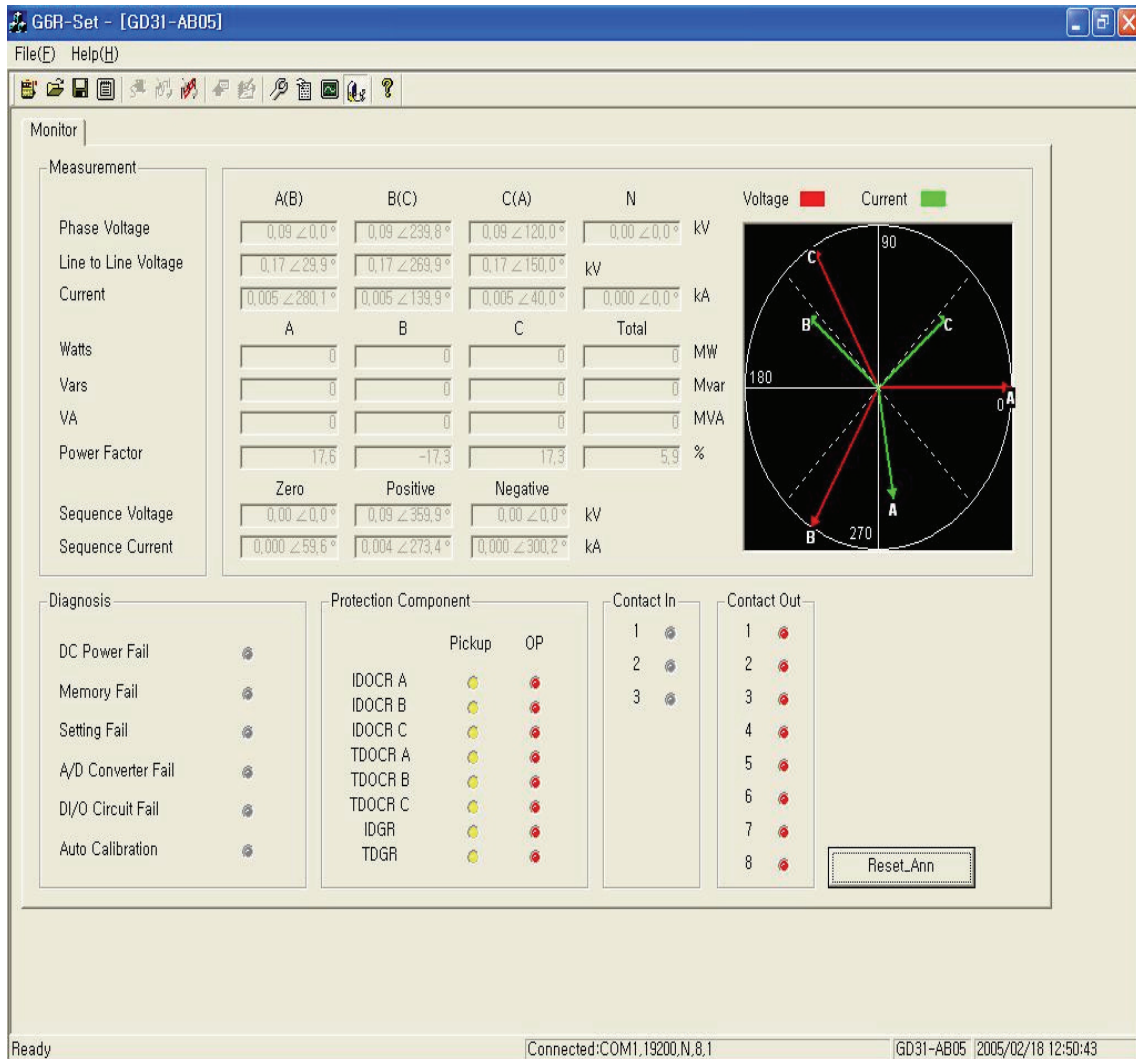 G6R-Set - [GD31-AB05]
File(F) Help(H)
Monitor
Measurement
A(B) B(C) C(A) N
Phase Voltage 0,09 ∠0,0° 0,09 ∠239,8° 0,09 ∠120,0° 0,00 ∠0,0° kV
Line to Line Voltage 0,17 ∠29,9° 0,17 ∠269,9° 0,17 ∠150,0° kV
Current 0,005 ∠280,1° 0,005 ∠139,9° 0,005 ∠40,0° 0,000 ∠0,0° kA
A B C Total
Watts 0 0 0 0 MW
Vars 0 0 0 0 Mvar
VA 0 0 0 0 MVA
Power Factor 17,6 -17,3 17,3 5,9 %
Zero Positive Negative
Sequence Voltage 0,00 ∠0,0° 0,09 ∠359,9° 0,00 ∠0,0° kV
Sequence Current 0,000 ∠59,6° 0,004 ∠273,4° 0,000 ∠300,2° kA
Voltage Current
90
C
B C
180
0 A
A
B 270
Diagnosis
DC Power Fail
Memory Fail
Setting Fail
A/D Converter Fail
DI/O Circuit Fail
Auto Calibration
Protection Component
Pickup OP
IDOCR A
IDOCR B
IDOCR C
TDOCR A
TDOCR B
TDOCR C
IDGR
TDGR
Contact In
1
2
3
Contact Out
1
2
3
4
5
6
7
8
Reset_Ann
Ready Connected:COM1,19200,N,8,1 GD31-AB05 2005/02/18 12:50:43